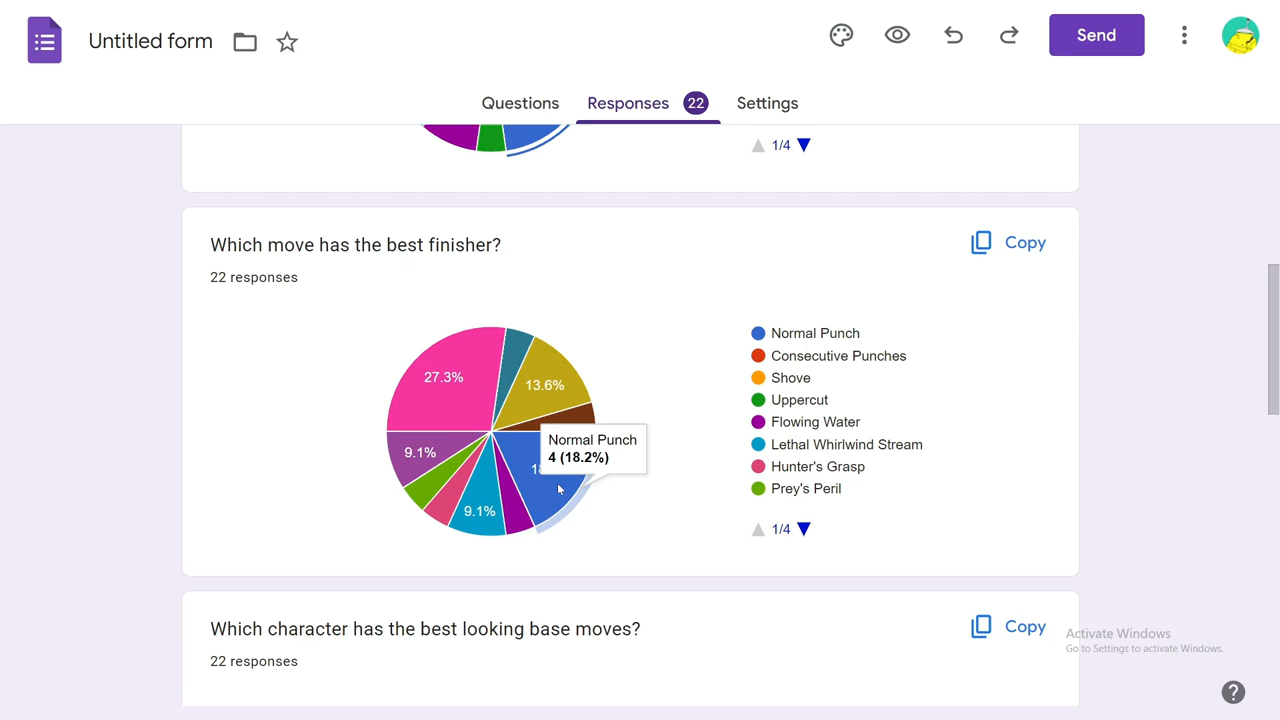 Untitled form
Send
Questions
Responses 22
Settings
1/4
Which move has the best finisher?
Copy
22 responses
27.3%
13.6%
9.1%
9.1%
Normal Punch
4 (18.2%)
Normal Punch
Consecutive Punches
Shove
Uppercut
Flowing Water
Lethal Whirlwind Stream
Hunter's Grasp
Prey's Peril
1/4
Which character has the best looking base moves?
Copy
22 responses
Activate Windows
Go to Settings to activate Windows.